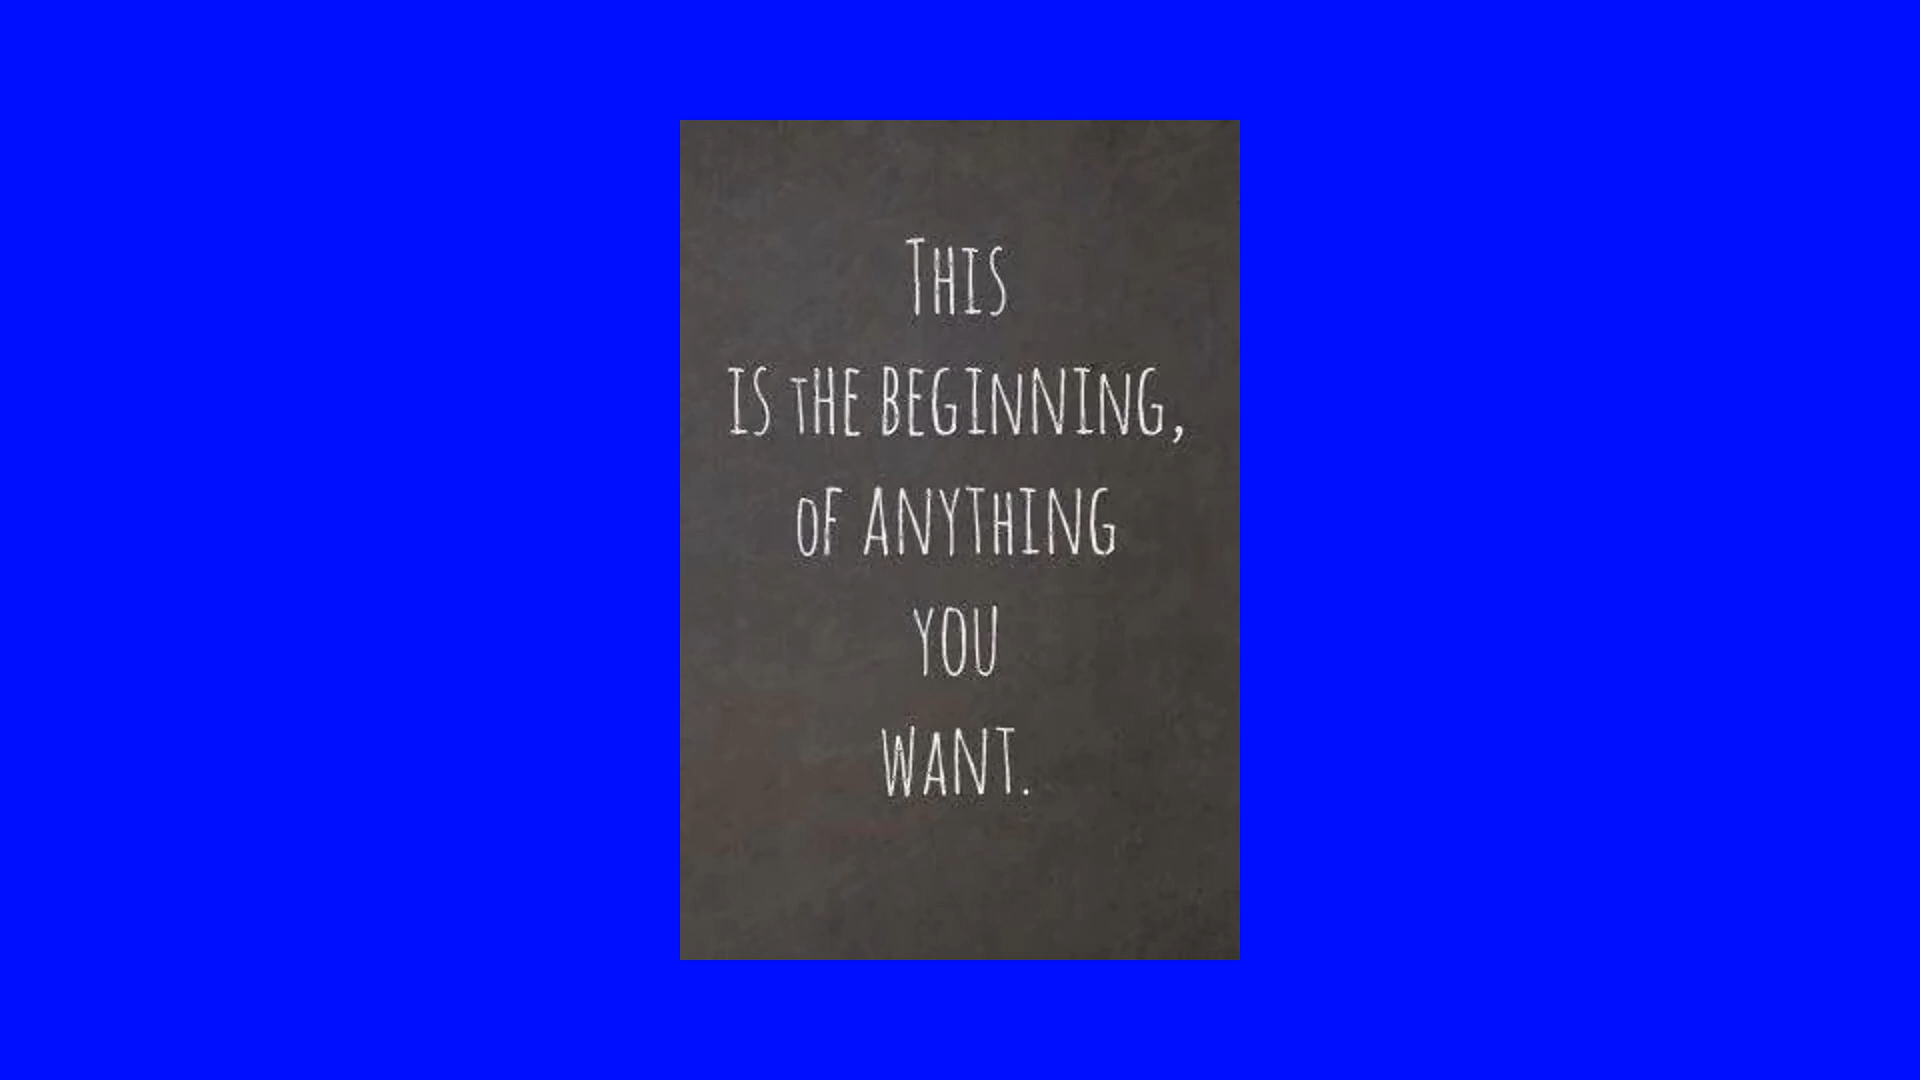 This
is the beginning,
of anything
you
want.